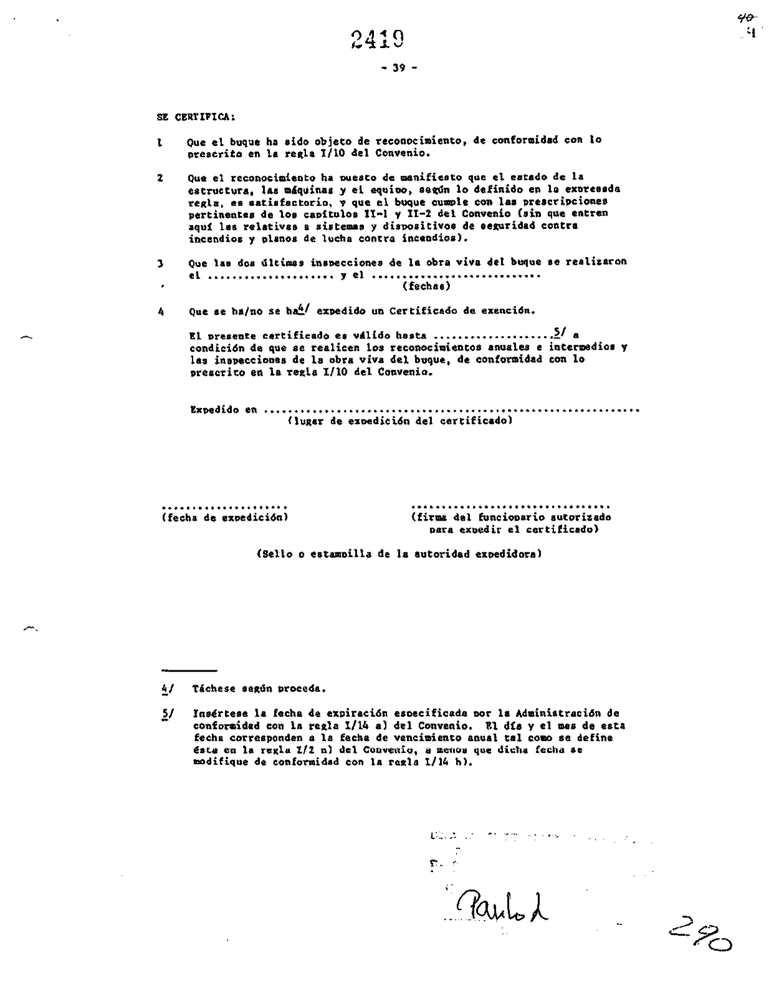 40
2419
- 39 -
SE CERTIFICA:
1 Que el buque ha sido objeto de reconocimiento, de conformidad con lo
prescrito en la regla I/10 del Convenio.
2 Que el reconocimiento ha puesto de manifiesto que el estado de la
estructura, las máquinas y el equipo, según lo definido en la expresada
regla, es satisfactorio, y que el buque cumple con las prescripciones
pertinentes de los capítulos II-1 y II-2 del Convenio (sin que entren
aquí las relativas a sistemas y dispositivos de seguridad contra
incendios y planos de lucha contra incendios).
3 Que las dos últimas inspecciones de la obra viva del buque se realizaron
el ..................... y el ............................
(fechas)
4 Que se ha/no se ha4/ expedido un Certificado de exención.
El presente certificado es válido hasta ....................5/ a
condición de que se realicen los reconocimientos anuales e intermedios y
las inspecciones de la obra viva del buque, de conformidad con lo
prescrito en la regla I/10 del Convenio.
Expedido en ..............................................................
(lugar de expedición del certificado)
..................... .................................
(fecha de expedición) (firma del funcionario autorizado
para expedir el certificado)
(Sello o estampilla de la autoridad expedidora)
4/ Táchese según proceda.
5/ Insértese la fecha de expiración especificada por la Administración de
conformidad con la regla I/14 a) del Convenio. El día y el mes de esta
fecha corresponden a la fecha de vencimiento anual tal como se define
ésta en la regla I/2 n) del Convenio, a menos que dicha fecha se
modifique de conformidad con la regla I/14 h).
290